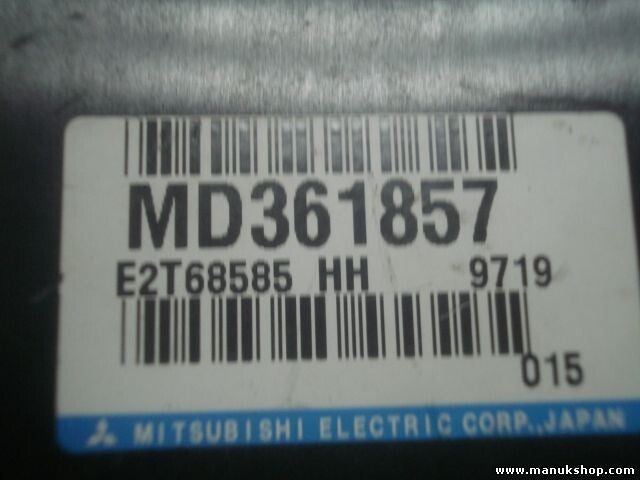 MD361857
E2T68585 HH 9719
015
MITSUBISHI ELECTRIC CORP., JAPAN
www.manukshop.com